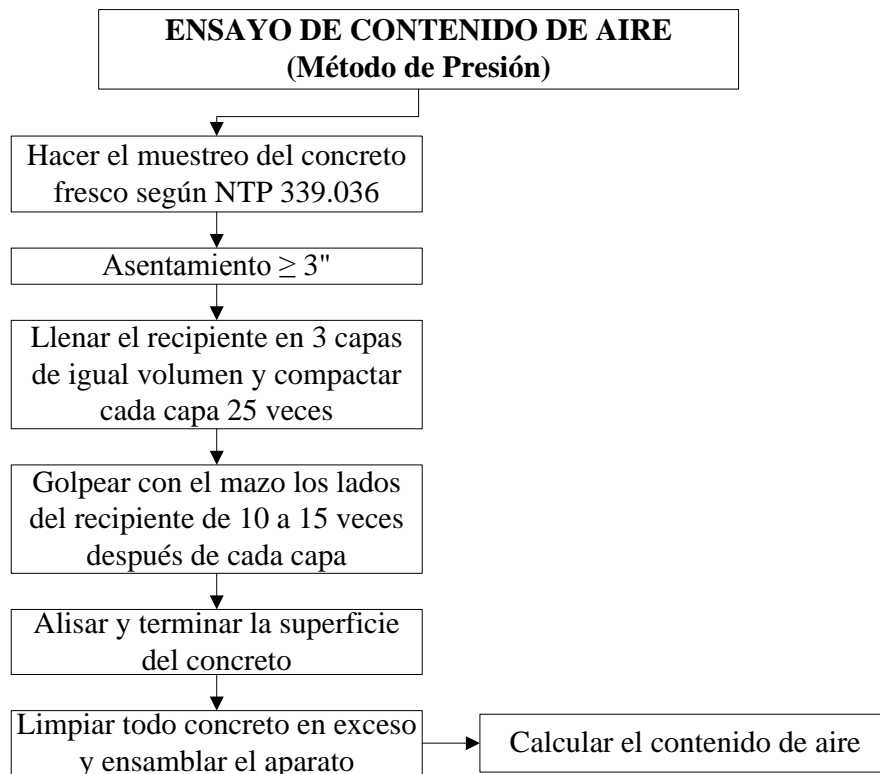 ENSAYO DE CONTENIDO DE AIRE
(Método de Presión)
Hacer el muestreo del concreto
fresco según NTP 339.036
Asentamiento ≥ 3"
Llenar el recipiente en 3 capas
de igual volumen y compactar
cada capa 25 veces
Golpear con el mazo los lados
del recipiente de 10 a 15 veces
después de cada capa
Alisar y terminar la superficie
del concreto
Limpiar todo concreto en exceso
y ensamblar el aparato
Calcular el contenido de aire